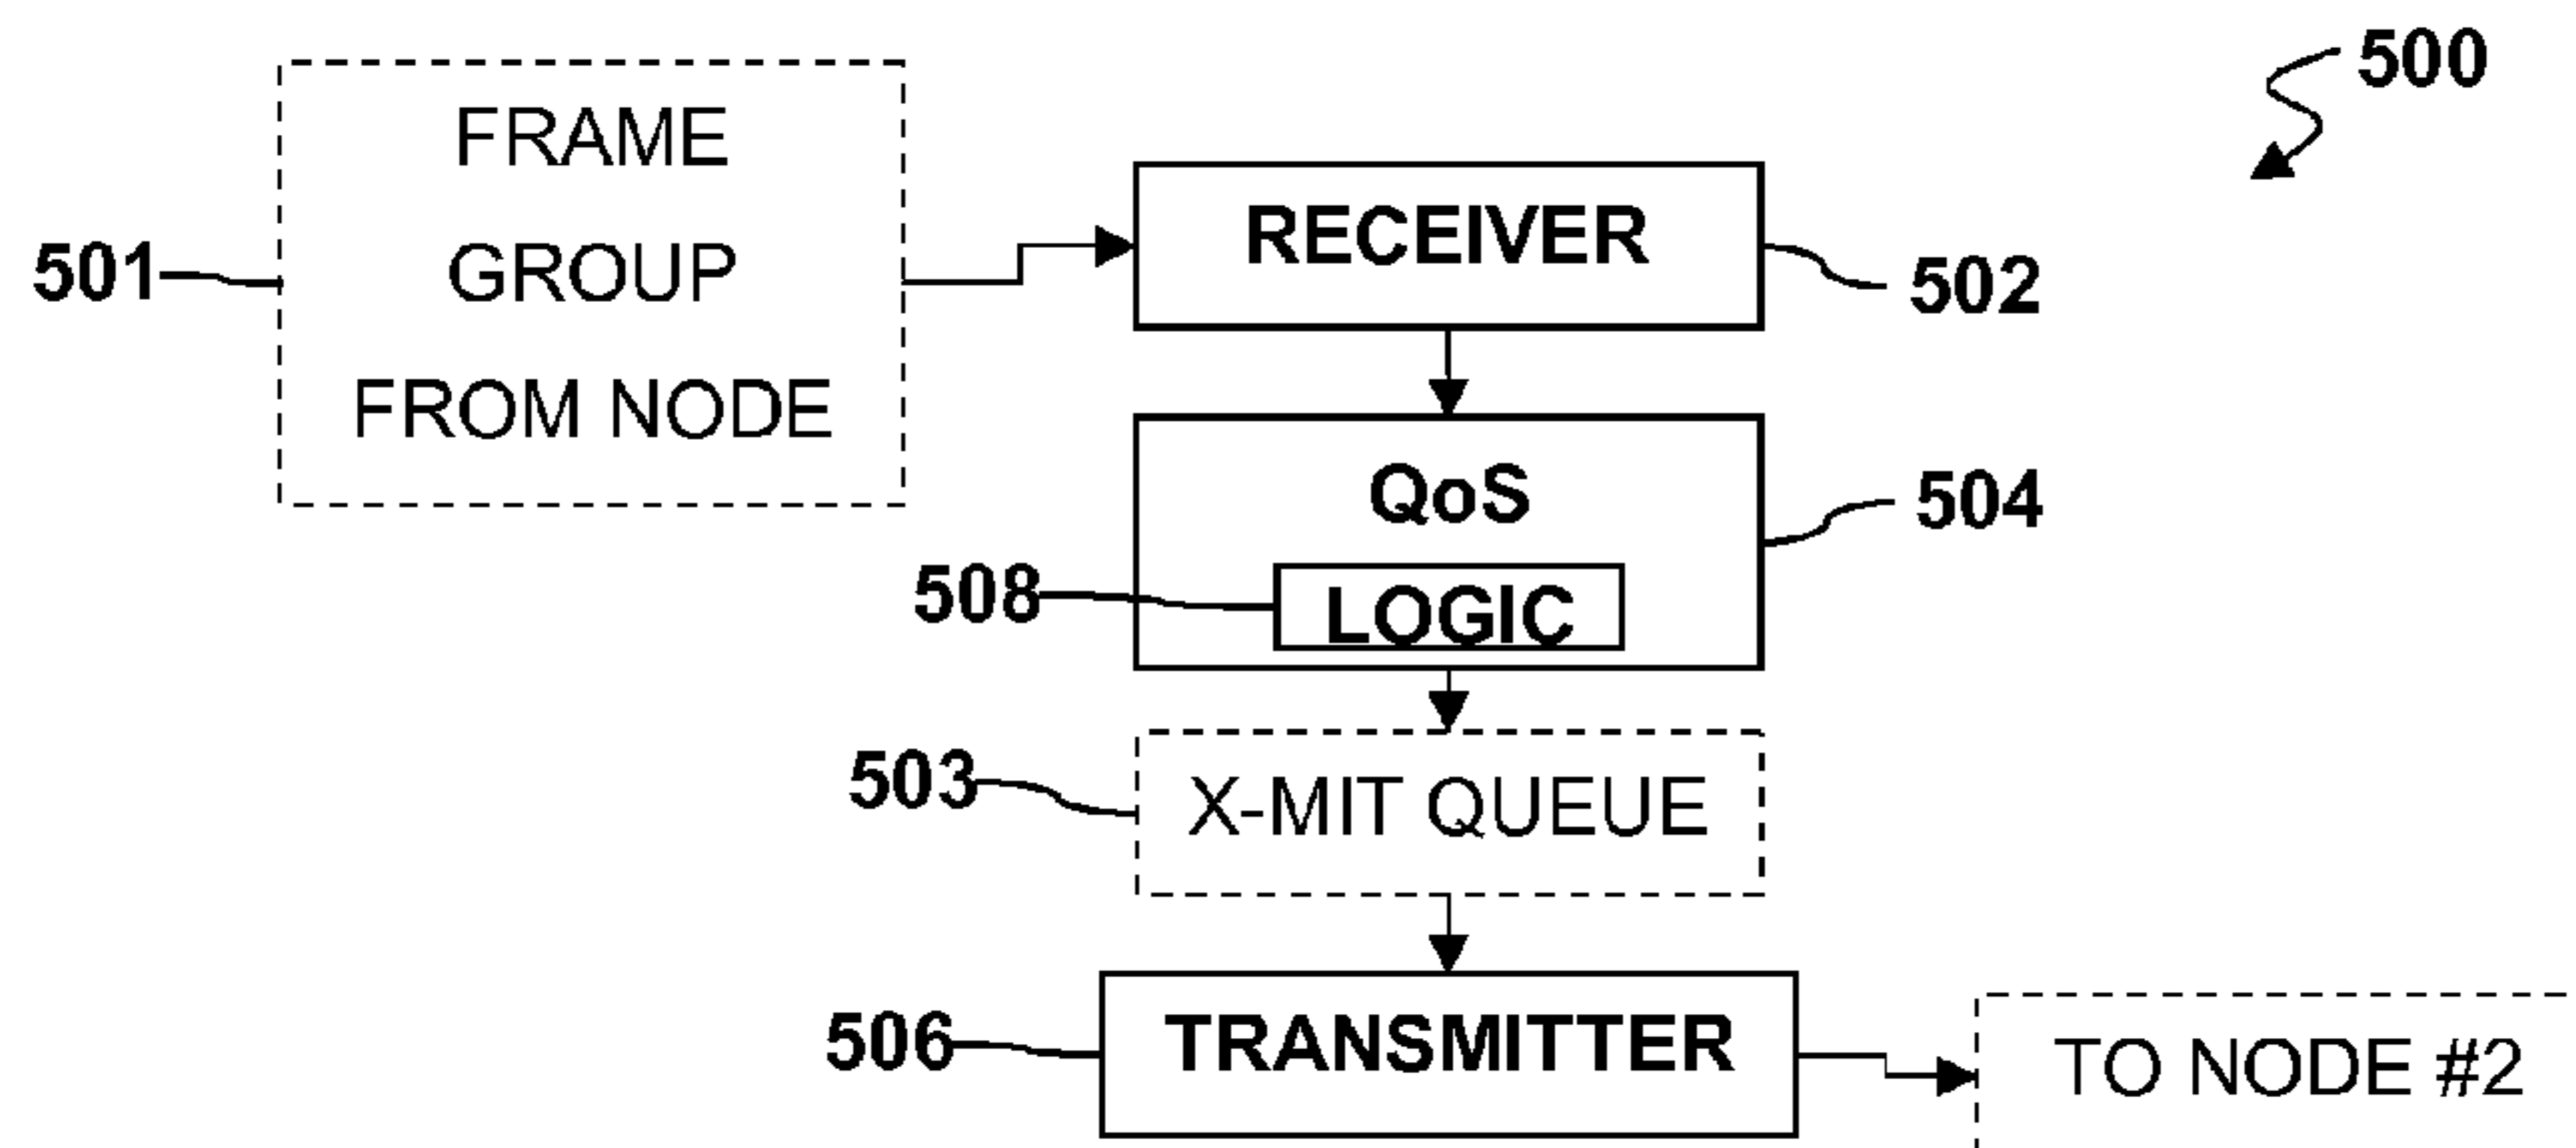 500
FRAME
GROUP
FROM NODE
501
RECEIVER
502
QoS
504
LOGIC
508
X-MIT QUEUE
503
TRANSMITTER
506
TO NODE #2